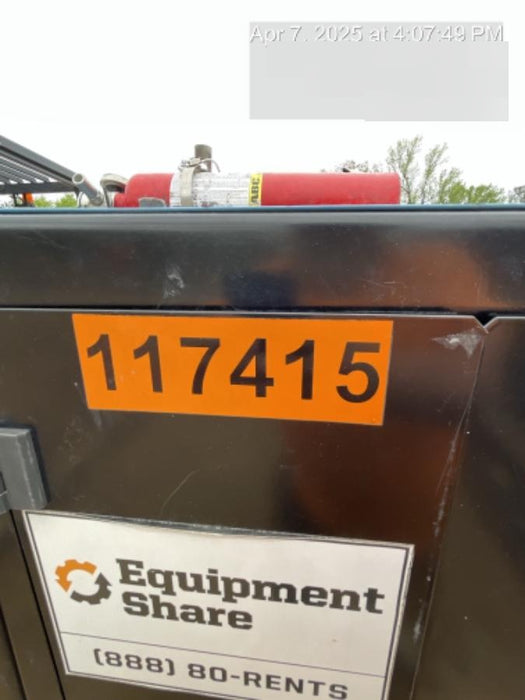 Apr 7, 2025 at 4:07:49 PM
ABC
117415
Equipment
Share
(888) 80-RENTS